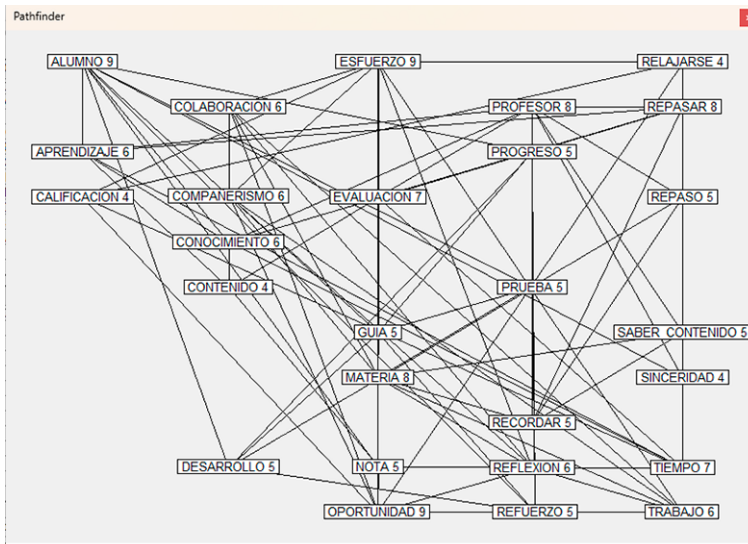 Pathfinder
ALUMNO 9
ESFUERZO 9
RELAJARSE 4
COLABORACION 6
PROFESOR 8
REPASAR 8
APRENDIZAJE 6
PROGRESO 5
CALIFICACION 4
COMPAÑERISMO 6
EVALUACION 7
REPASO 5
CONOCIMIENTO 6
CONTENIDO 4
PRUEBA 5
GUIA 5
SABER_CONTENIDO 5
MATERIA 8
SINCERIDAD 4
RECORDAR 5
DESARROLLO 5
NOTA 5
REFLEXION 6
TIEMPO 7
OPORTUNIDAD 9
REFUERZO 5
TRABAJO 6